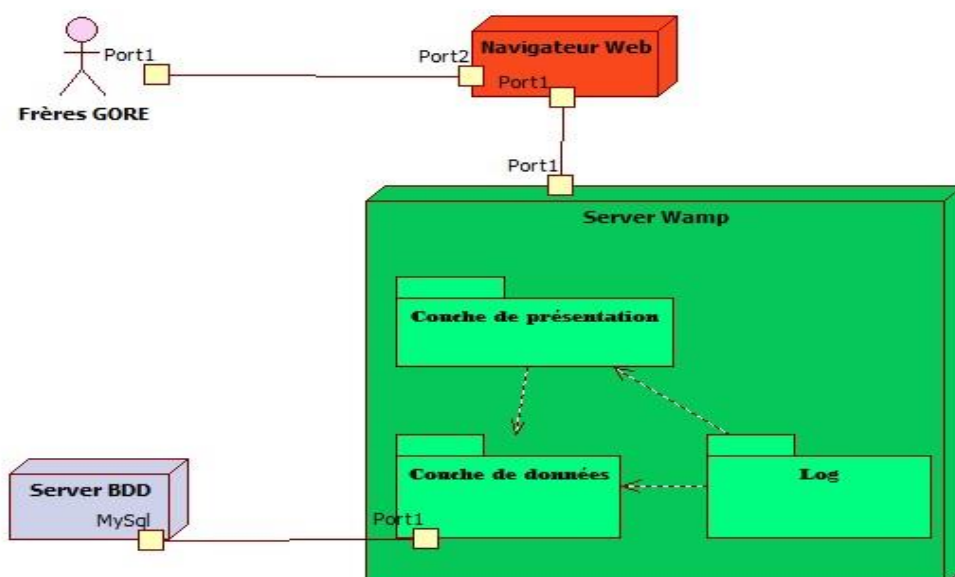 Port1
Port2
Navigateur Web
Port1
Frères GORE
Port1
Server Wamp
Couche de présentation
Couche de données
Log
Server BDD
MySql
Port1